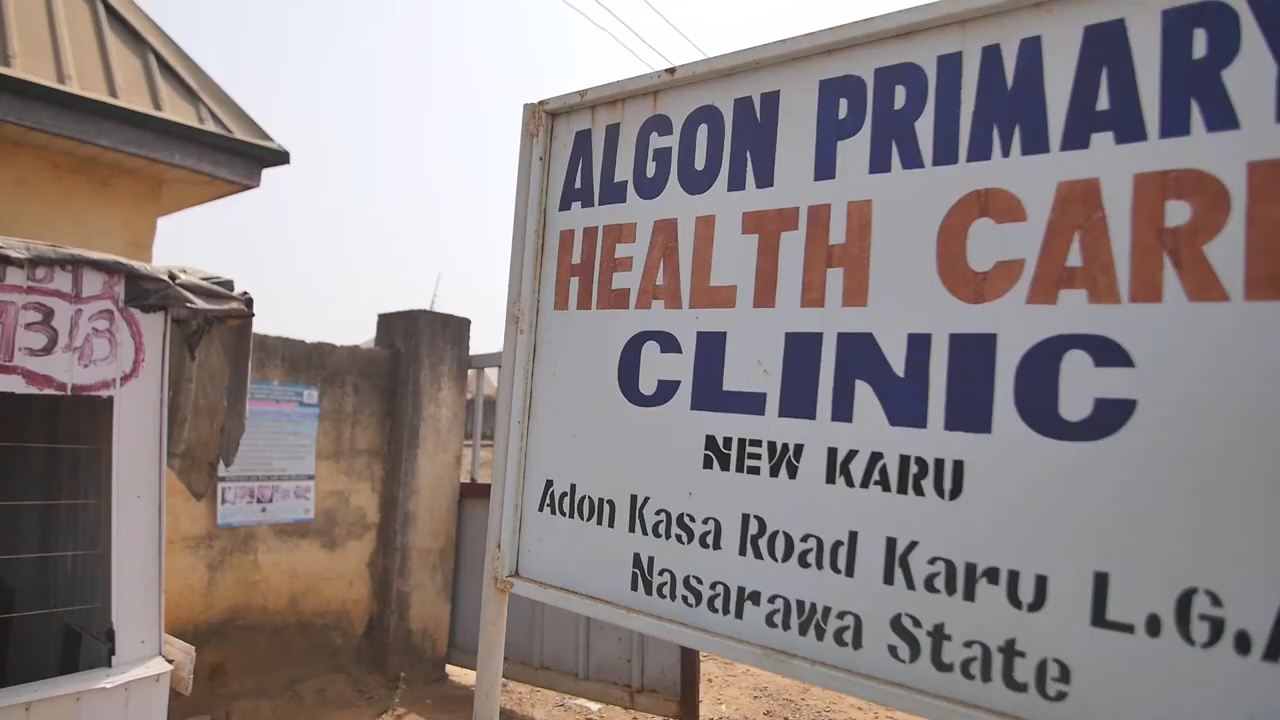 ALGON PRIMARY
HEALTH CARE
CLINIC
NEW KARU
Adon Kasa Road Karu L.G.A
Nasarawa State